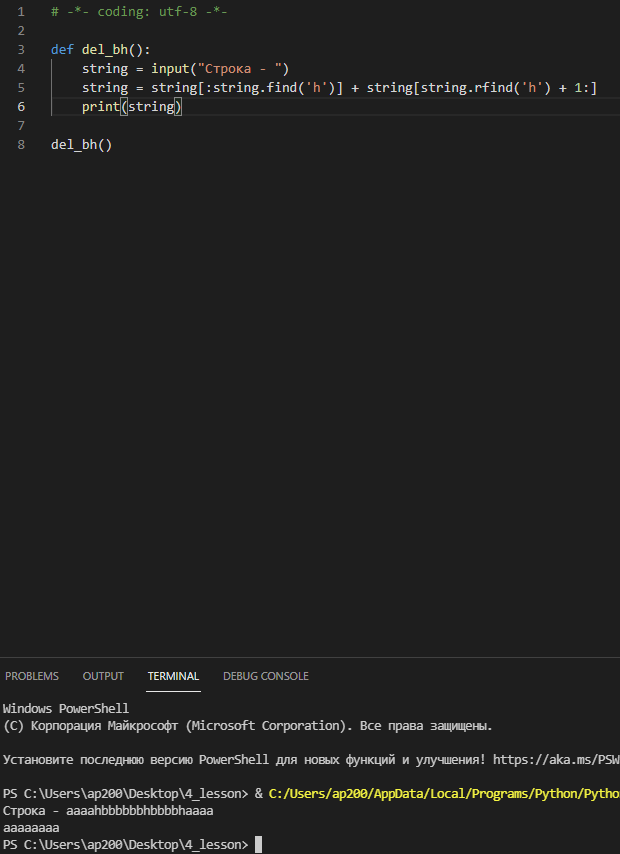 1 # -*- coding: utf-8 -*-
2
3 def del_bh():
4 string = input("Строка - ")
5 string = string[:string.find('h')] + string[string.rfind('h') + 1:]
6 print(string)
7
8 del_bh()
PROBLEMS OUTPUT TERMINAL DEBUG CONSOLE
Windows PowerShell
(C) Корпорация Майкрософт (Microsoft Corporation). Все права защищены.
Установите последнюю версию PowerShell для новых функций и улучшения! https://aka.ms/PSW
PS C:\Users\ap200\Desktop\4_lesson> & C:/Users/ap200/AppData/Local/Programs/Python/Pytho
Строка - aaaahbbbbbbhbbbbhaaaa
aaaaaaaa
PS C:\Users\ap200\Desktop\4_lesson>